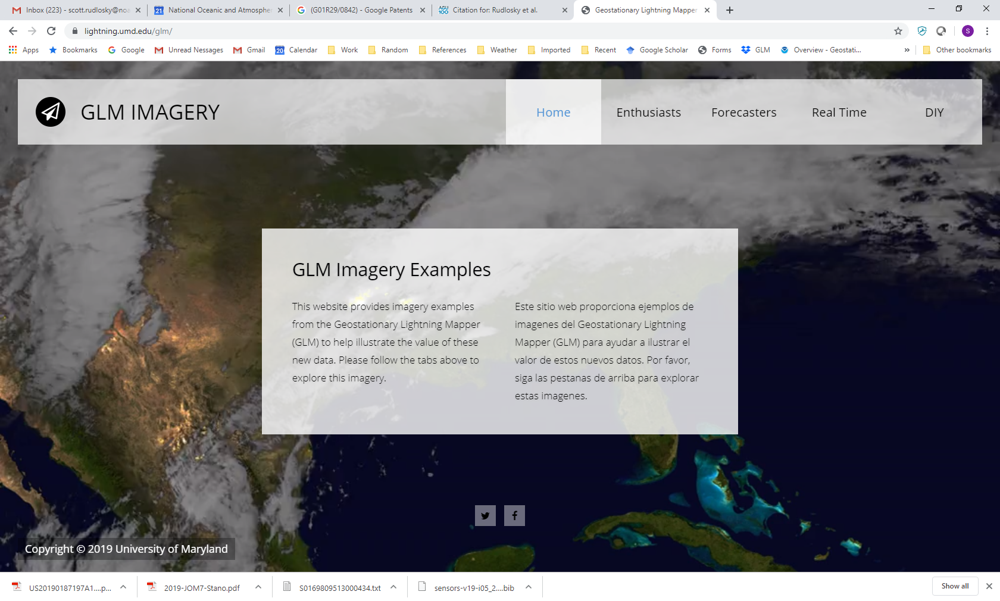 Inbox (223) - scott.rudlosky@noa
21 National Oceanic and Atmospher
(G01R29/0842) - Google Patents
AGU 100 Citation for: Rudlosky et al.
Geostationary Lightning Mapper
lightning.umd.edu/glm/
S
Apps
Bookmarks
Google
Unread Messages
Gmail
20 Calendar
Work
Random
References
Weather
Imported
Recent
Google Scholar
Forms
GLM
Overview - Geostati...
»
Other bookmarks
GLM IMAGERY
Home
Enthusiasts
Forecasters
Real Time
DIY
GLM Imagery Examples
This website provides imagery examples
from the Geostationary Lightning Mapper
(GLM) to help illustrate the value of these
new data. Please follow the tabs above to
explore this imagery.
Este sitio web proporciona ejemplos de
imagenes del Geostationary Lightning
Mapper (GLM) para ayudar a ilustrar el
valor de estos nuevos datos. Por favor,
siga las pestanas de arriba para explorar
estas imagenes.
Copyright © 2019 University of Maryland
US20190187197A1....p...
2019-JOM7-Stano.pdf
S0169809513000434.txt
sensors-v19-i05_2....bib
Show all